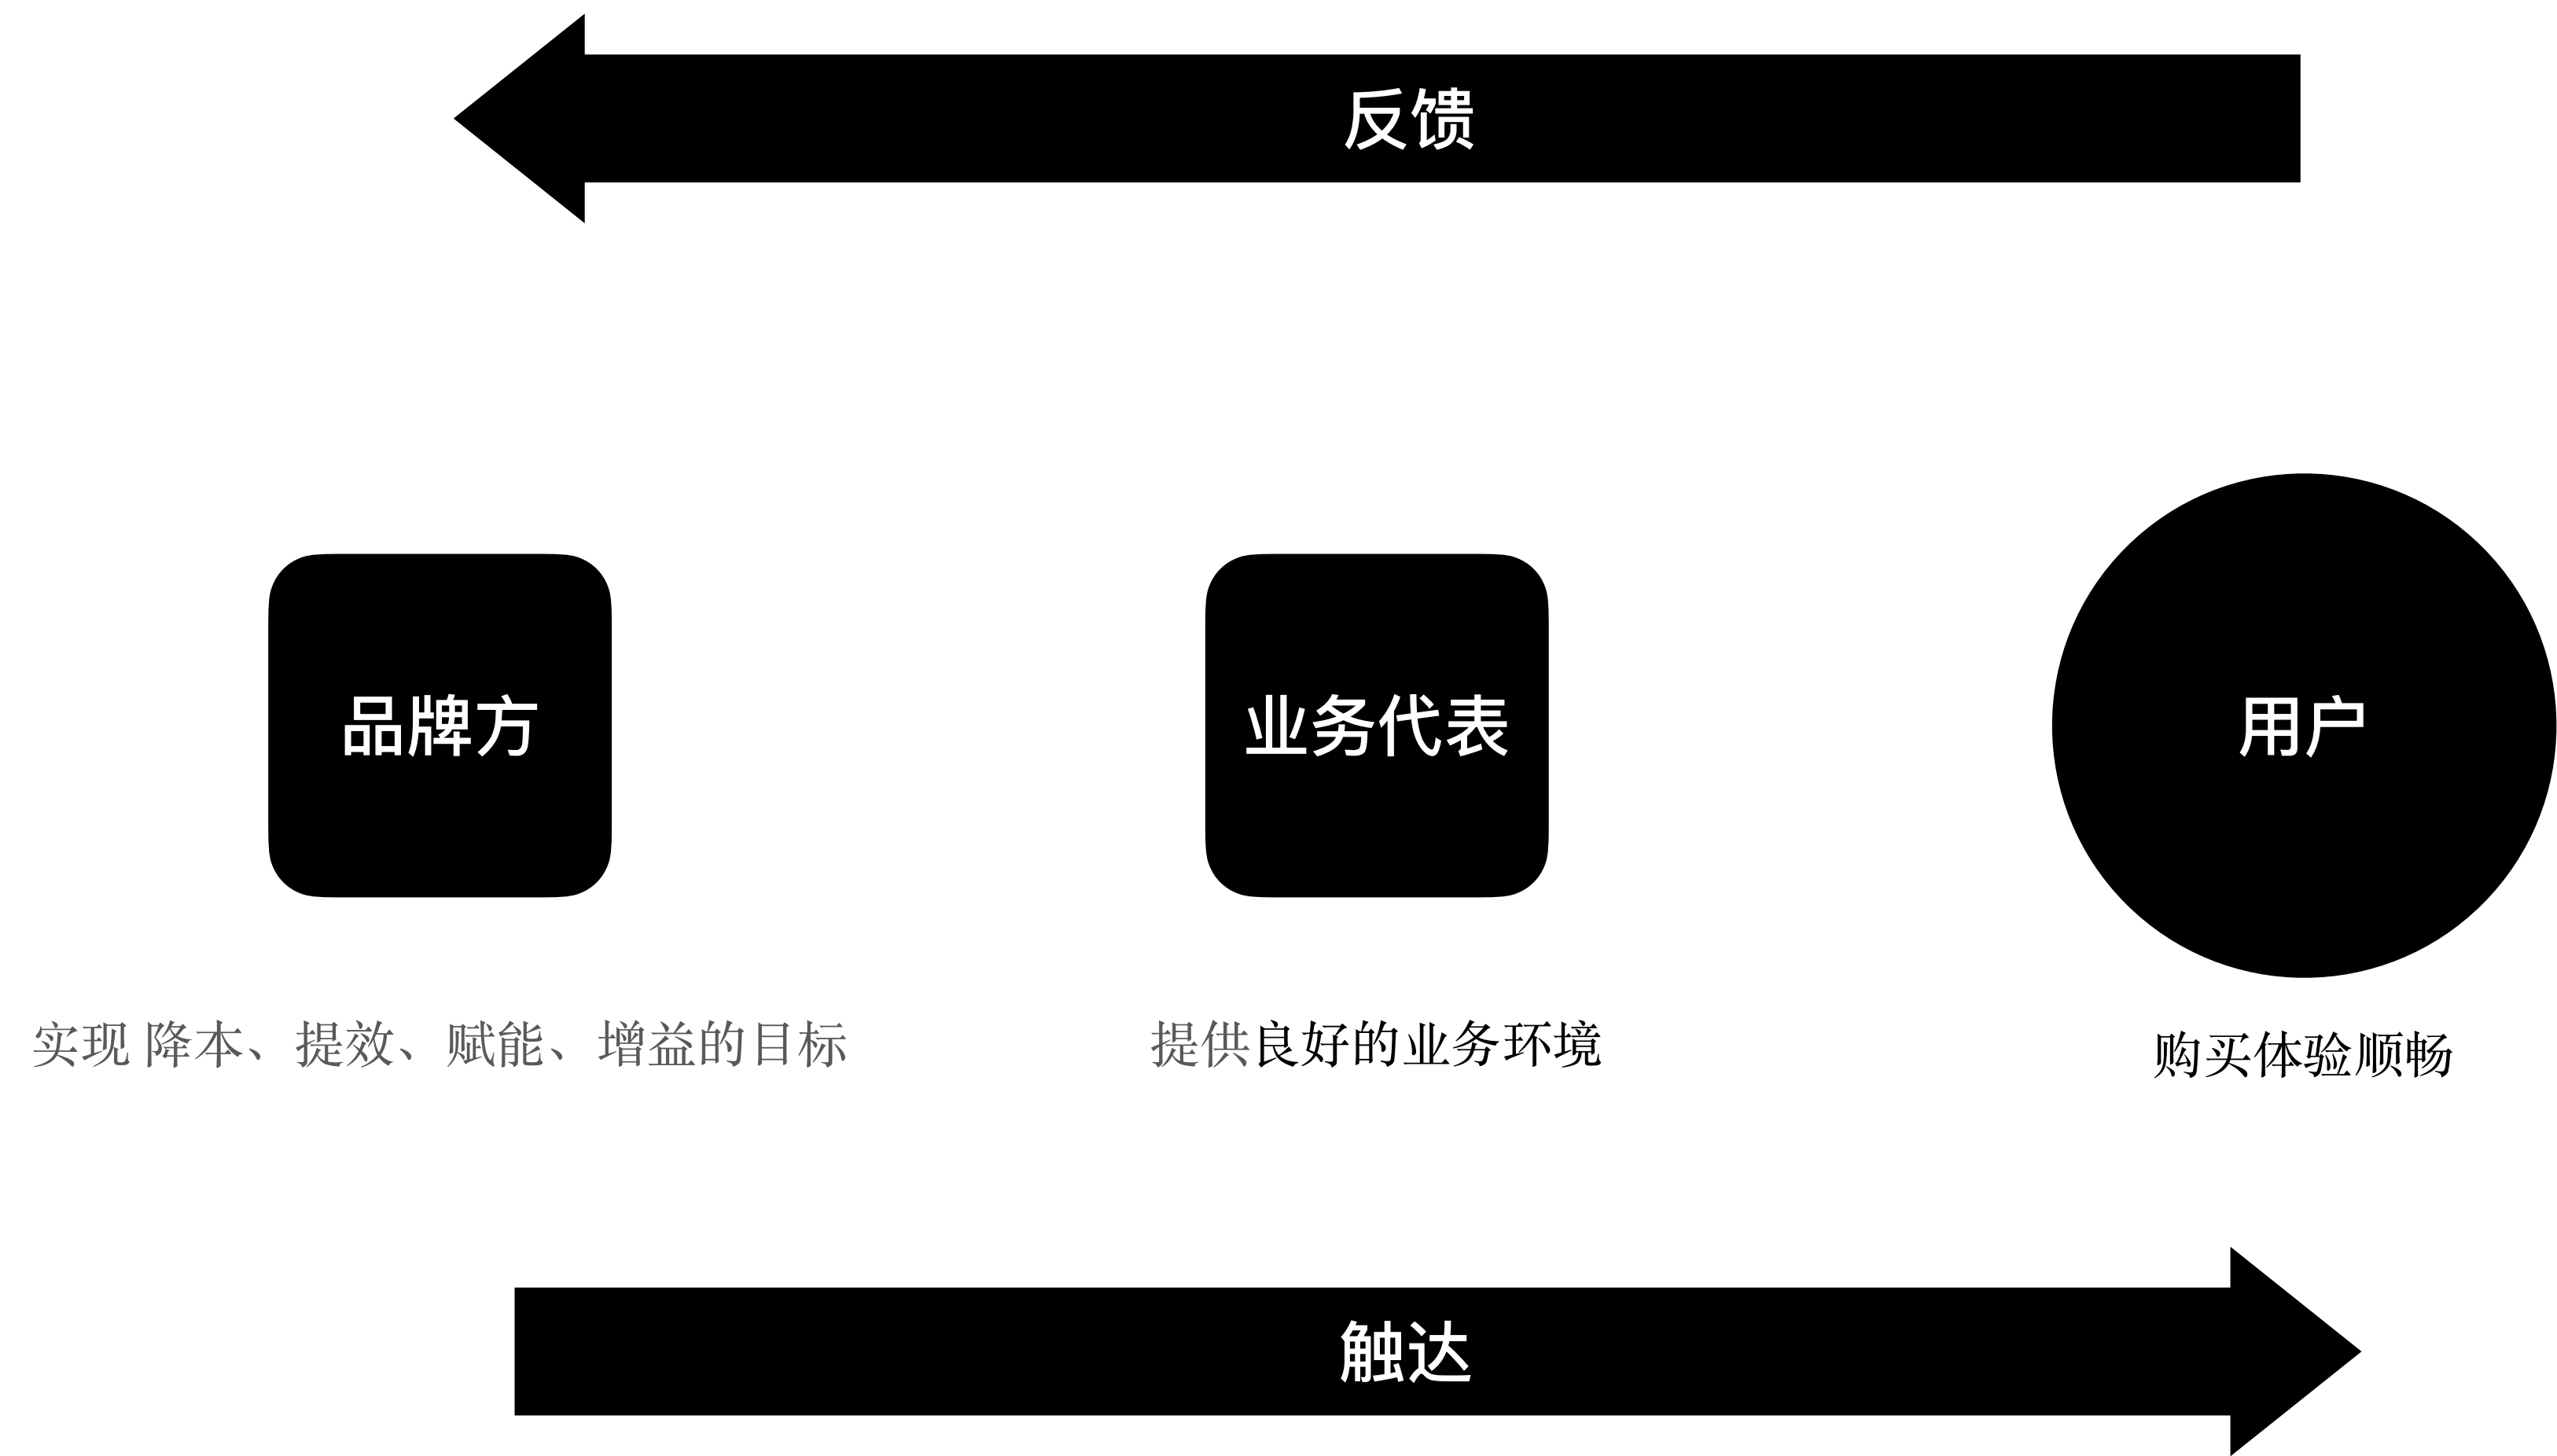 反馈
品牌方
业务代表
用户
实现 降本、提效、赋能、增益的目标
提供良好的业务环境
购买体验顺畅
触达